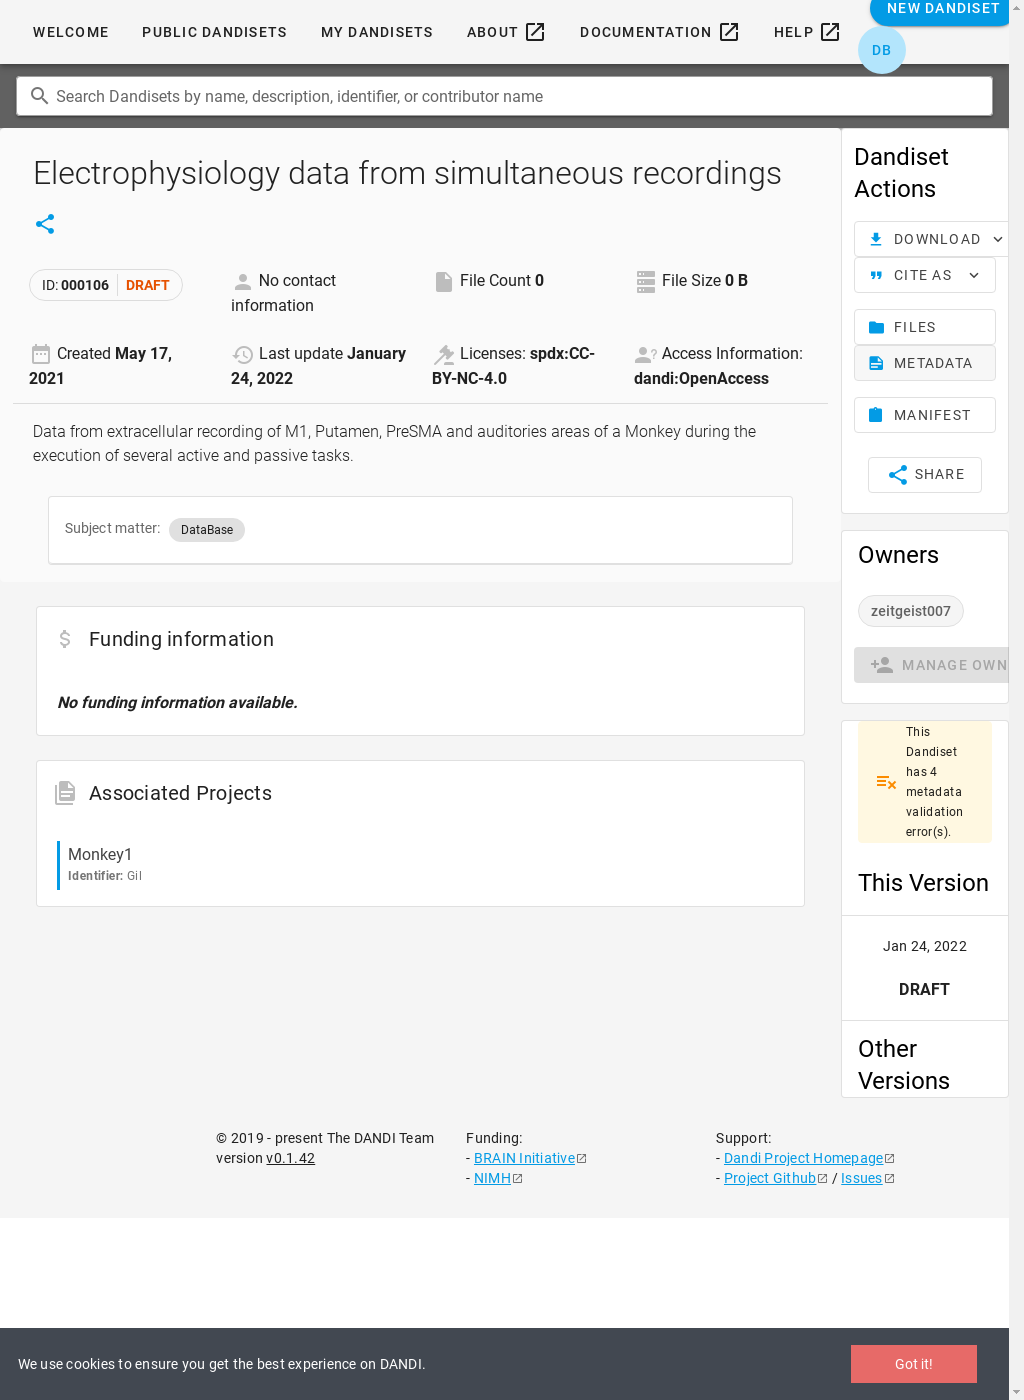 WELCOME
PUBLIC DANDISETS
MY DANDISETS
ABOUT
DOCUMENTATION
HELP
NEW DANDISET
DB
Search Dandisets by name, description, identifier, or contributor name
Electrophysiology data from simultaneous recordings
ID: 000106 DRAFT
No contact
information
File Count 0
File Size 0 B
Created May 17,
2021
Last update January
24, 2022
Licenses: spdx:CC-
BY-NC-4.0
Access Information:
dandi:OpenAccess
Data from extracellular recording of M1, Putamen, PreSMA and auditories areas of a Monkey during the
execution of several active and passive tasks.
Subject matter: DataBase
Funding information
No funding information available.
Associated Projects
Monkey1
Identifier: Gil
Dandiset
Actions
DOWNLOAD
CITE AS
FILES
METADATA
MANIFEST
SHARE
Owners
zeitgeist007
MANAGE OWN
This
Dandiset
has 4
metadata
validation
error(s).
This Version
Jan 24, 2022
DRAFT
Other
Versions
© 2019 - present The DANDI Team
version v0.1.42
Funding:
- BRAIN Initiative
- NIMH
Support:
- Dandi Project Homepage
- Project Github / Issues
We use cookies to ensure you get the best experience on DANDI.
Got it!